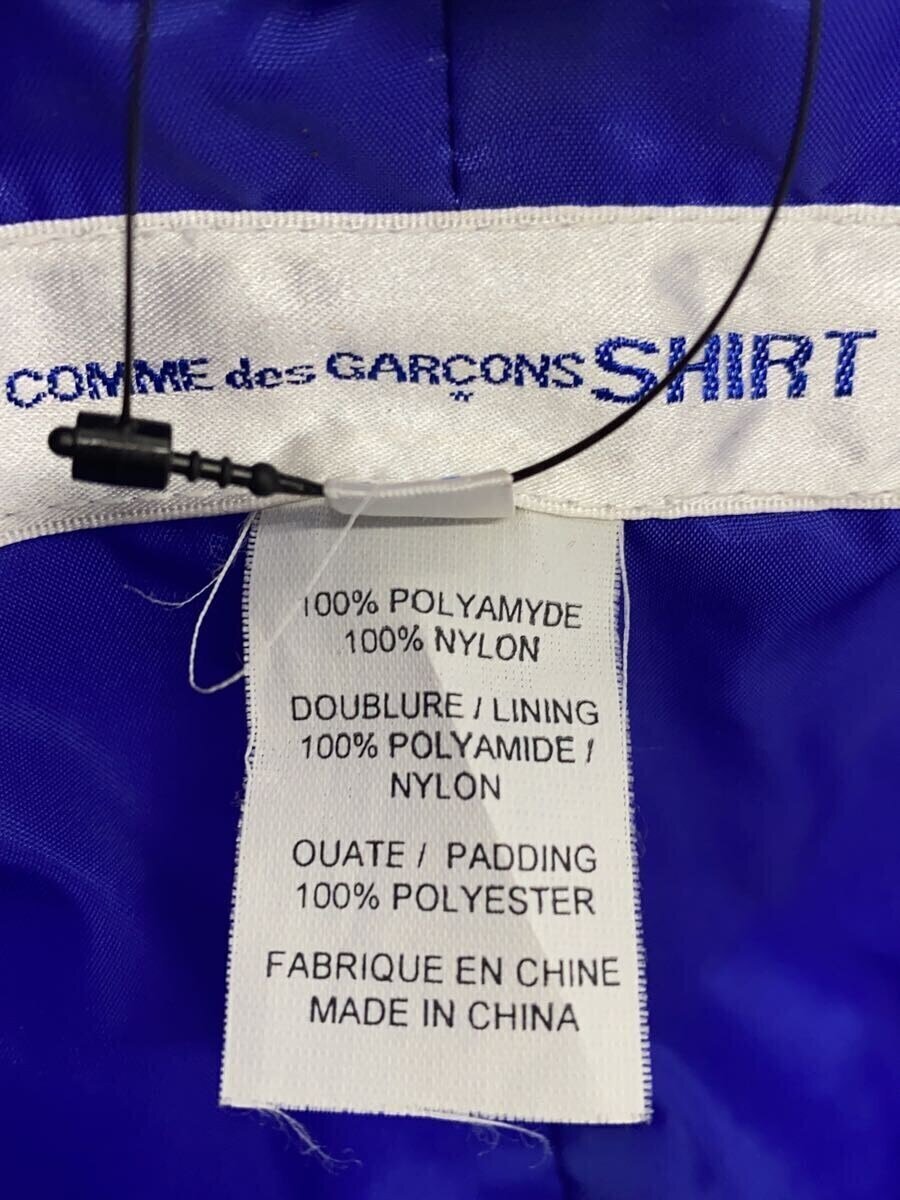 COMME des GARÇONS SHIRT
100% POLYAMYDE
100% NYLON
DOUBLURE / LINING
100% POLYAMIDE /
NYLON
OUATE / PADDING
100% POLYESTER
FABRIQUE EN CHINE
MADE IN CHINA